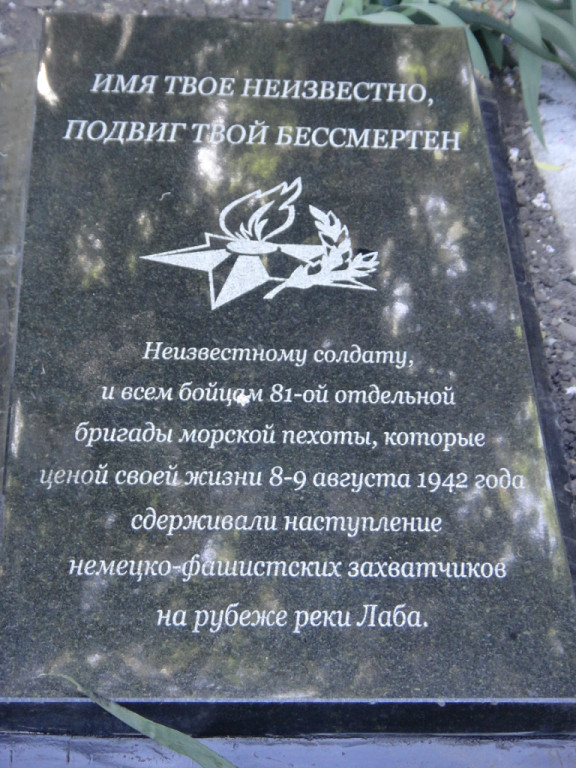 ИМЯ ТВОЕ НЕИЗВЕСТНО,
ПОДВИГ ТВОЙ БЕССМЕРТЕН
Неизвестному солдату,
и всем бойцам 81-ой отдельной
бригады морской пехоты, которые
ценой своей жизни 8-9 августа 1942 года
сдерживали наступление
немецко-фашистских захватчиков
на рубеже реки Лаба.